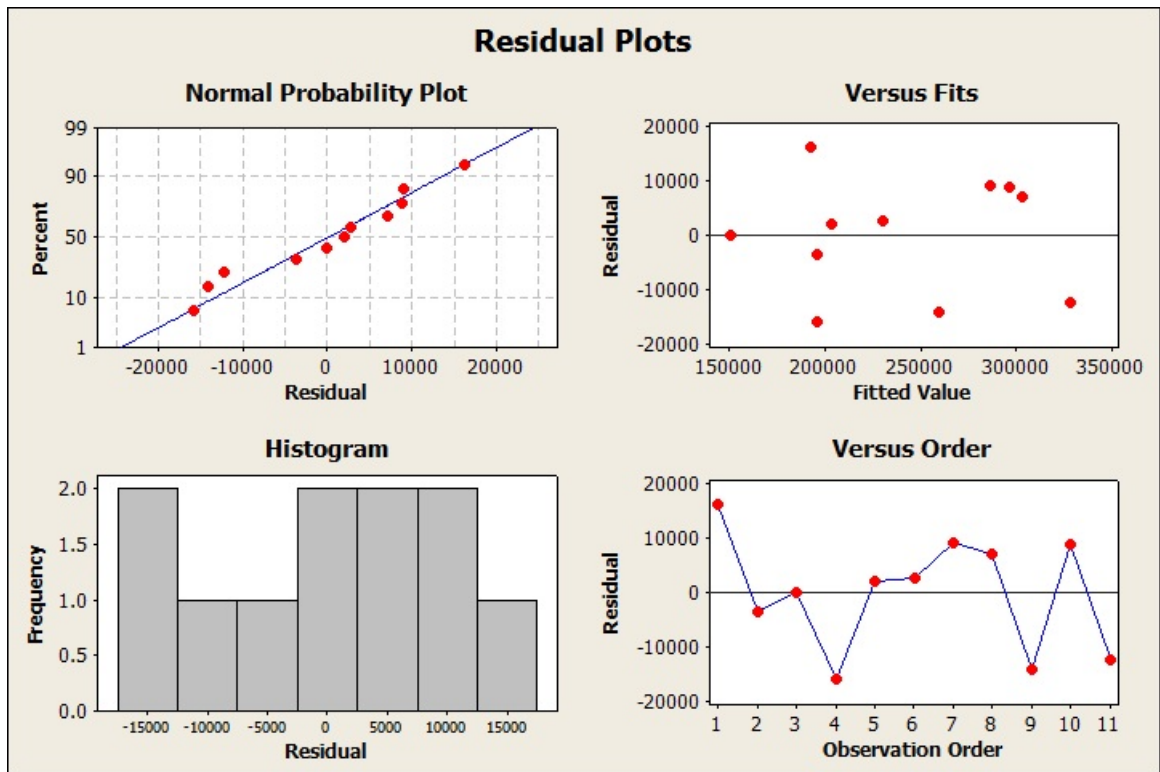 Residual Plots
Normal Probability Plot
99
90
50
10
1
Percent
-20000 -10000 0 10000 20000
Residual
Versus Fits
20000
10000
0
-10000
-20000
Residual
150000 200000 250000 300000 350000
Fitted Value
Histogram
2.0
1.5
1.0
0.5
0.0
Frequency
-15000 -10000 -5000 0 5000 10000 15000
Residual
Versus Order
20000
10000
0
-10000
-20000
Residual
1 2 3 4 5 6 7 8 9 10 11
Observation Order